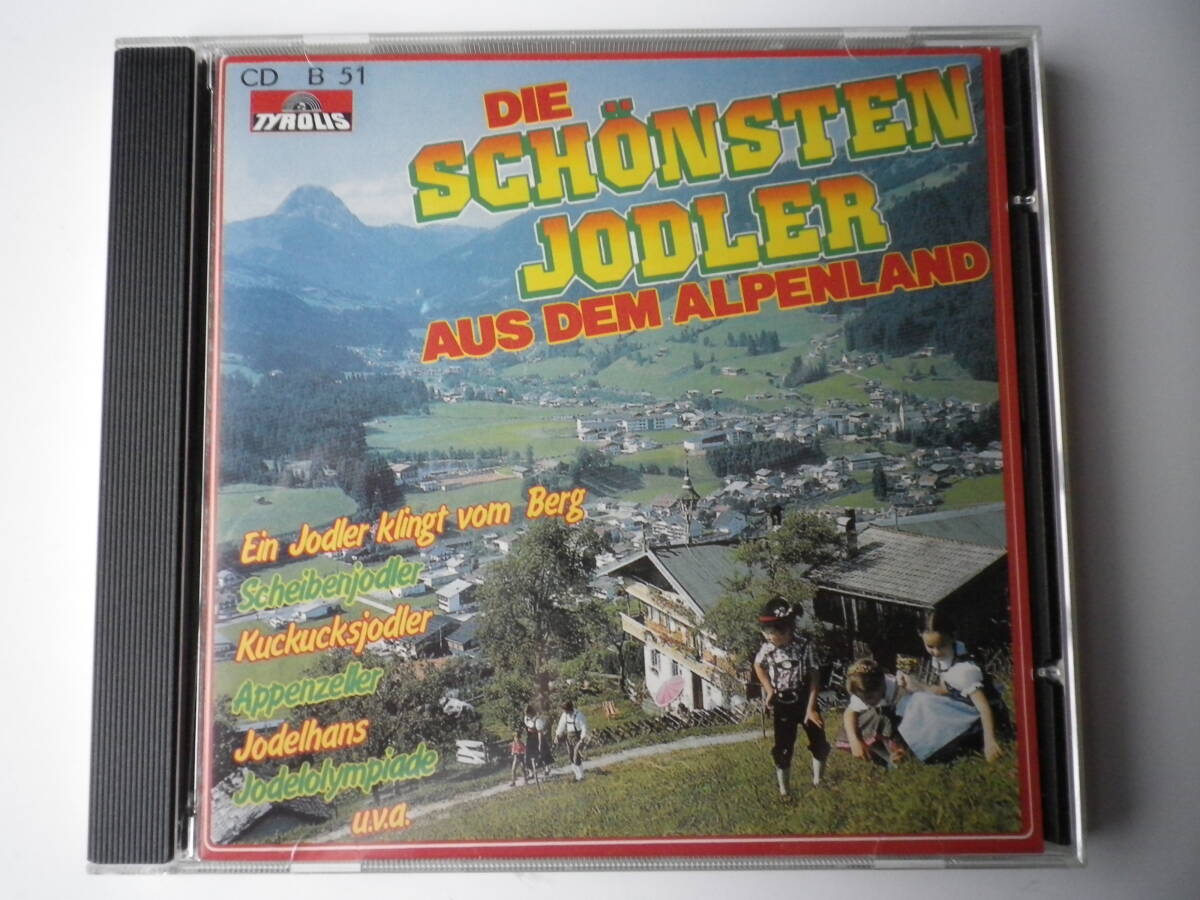 CD B 51
TYROLIS
DIE
SCHÖNSTEN
JODLER
AUS DEM ALPENLAND
Ein Jodler klingt vom Berg
Scheibenjodler
Kuckucksjodler
Appenzeller
Jodelhans
Jodelolympiade
u.v.a.